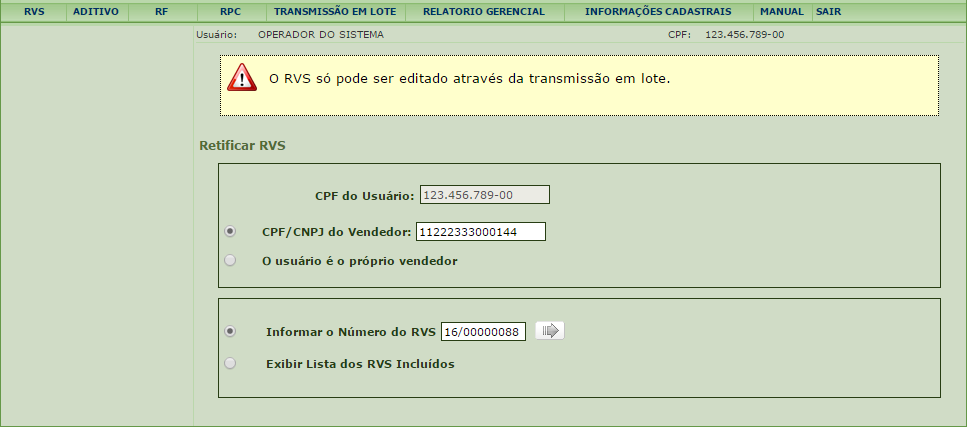 RVS ADITIVO RF RPC TRANSMISSÃO EM LOTE RELATORIO GERENCIAL INFORMAÇÕES CADASTRAIS MANUAL SAIR
Usuário: OPERADOR DO SISTEMA CPF: 123.456.789-00
O RVS só pode ser editado através da transmissão em lote.
Retificar RVS
CPF do Usuário: 123.456.789-00
CPF/CNPJ do Vendedor: 11222333000144
O usuário é o próprio vendedor
Informar o Número do RVS 16/00000088
Exibir Lista dos RVS Incluídos